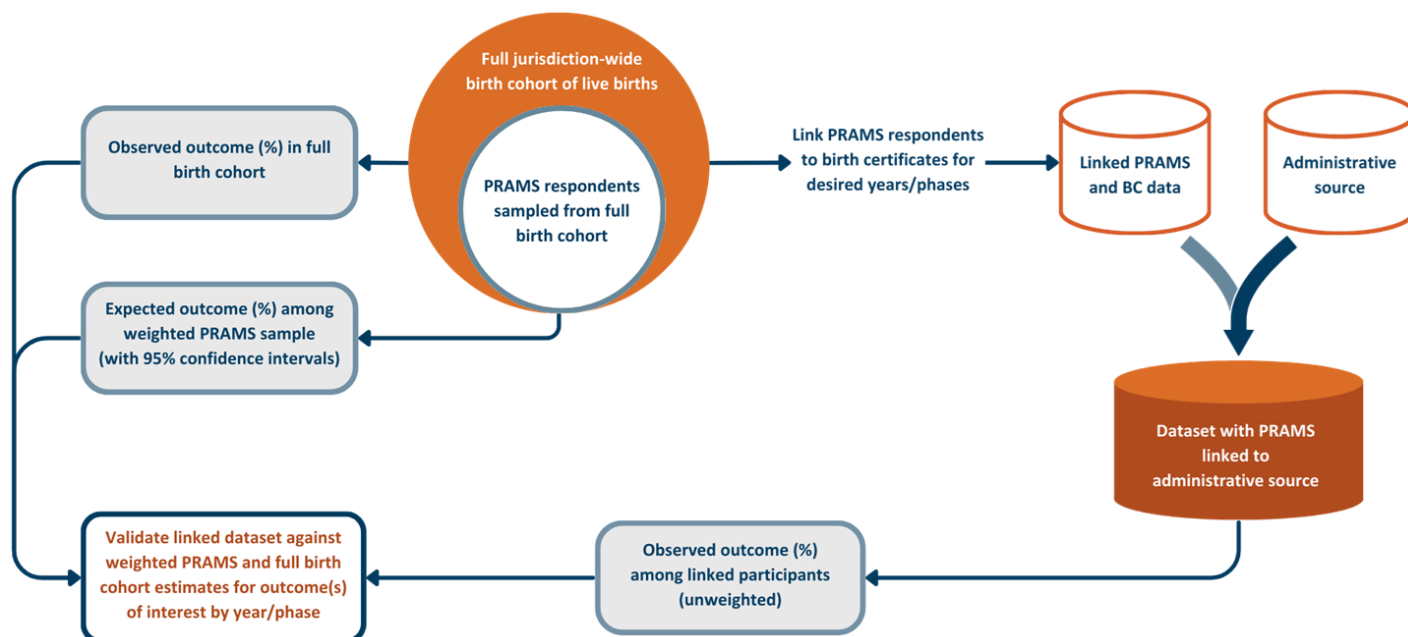 Full jurisdiction-wide
birth cohort of live births
PRAMS respondents
sampled from full
birth cohort
Observed outcome (%) in full
birth cohort
Expected outcome (%) among
weighted PRAMS sample
(with 95% confidence intervals)
Link PRAMS respondents
to birth certificates for
desired years/phases
Linked PRAMS
and BC data
Administrative
source
Dataset with PRAMS
linked to
administrative source
Observed outcome (%)
among linked participants
(unweighted)
Validate linked dataset against
weighted PRAMS and full birth
cohort estimates for outcome(s)
of interest by year/phase